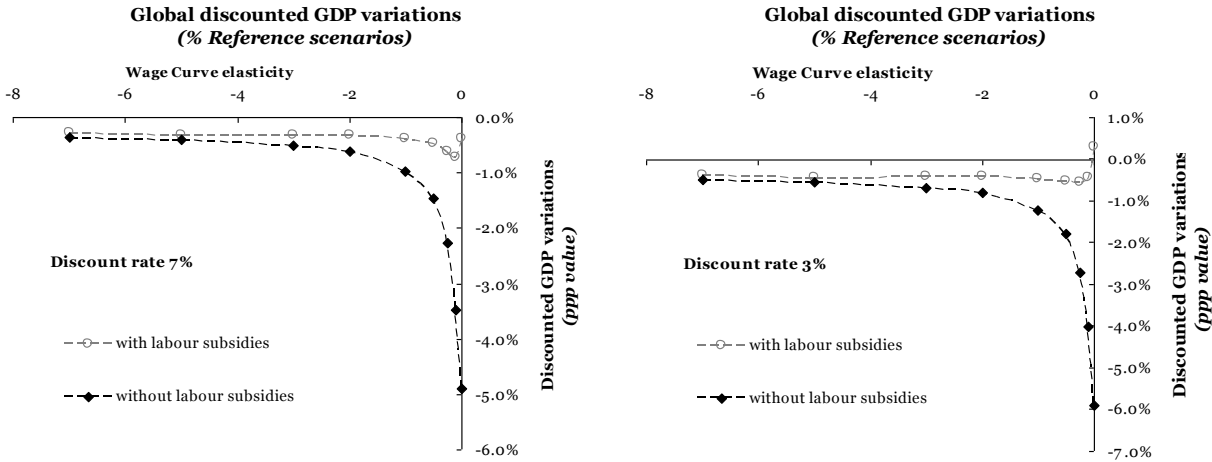 Global discounted GDP variations
(% Reference scenarios)
Wage Curve elasticity
-8
-6
-4
-2
0
0.0%
-1.0%
-2.0%
-3.0%
-4.0%
-5.0%
-6.0%
Discounted GDP variations
(ppp value)
Discount rate 7%
with labour subsidies
without labour subsidies
Global discounted GDP variations
(% Reference scenarios)
Wage Curve elasticity
-8
-6
-4
-2
0
1.0%
0.0%
-1.0%
-2.0%
-3.0%
-4.0%
-5.0%
-6.0%
-7.0%
Discounted GDP variations
(ppp value)
Discount rate 3%
with labour subsidies
without labour subsidies